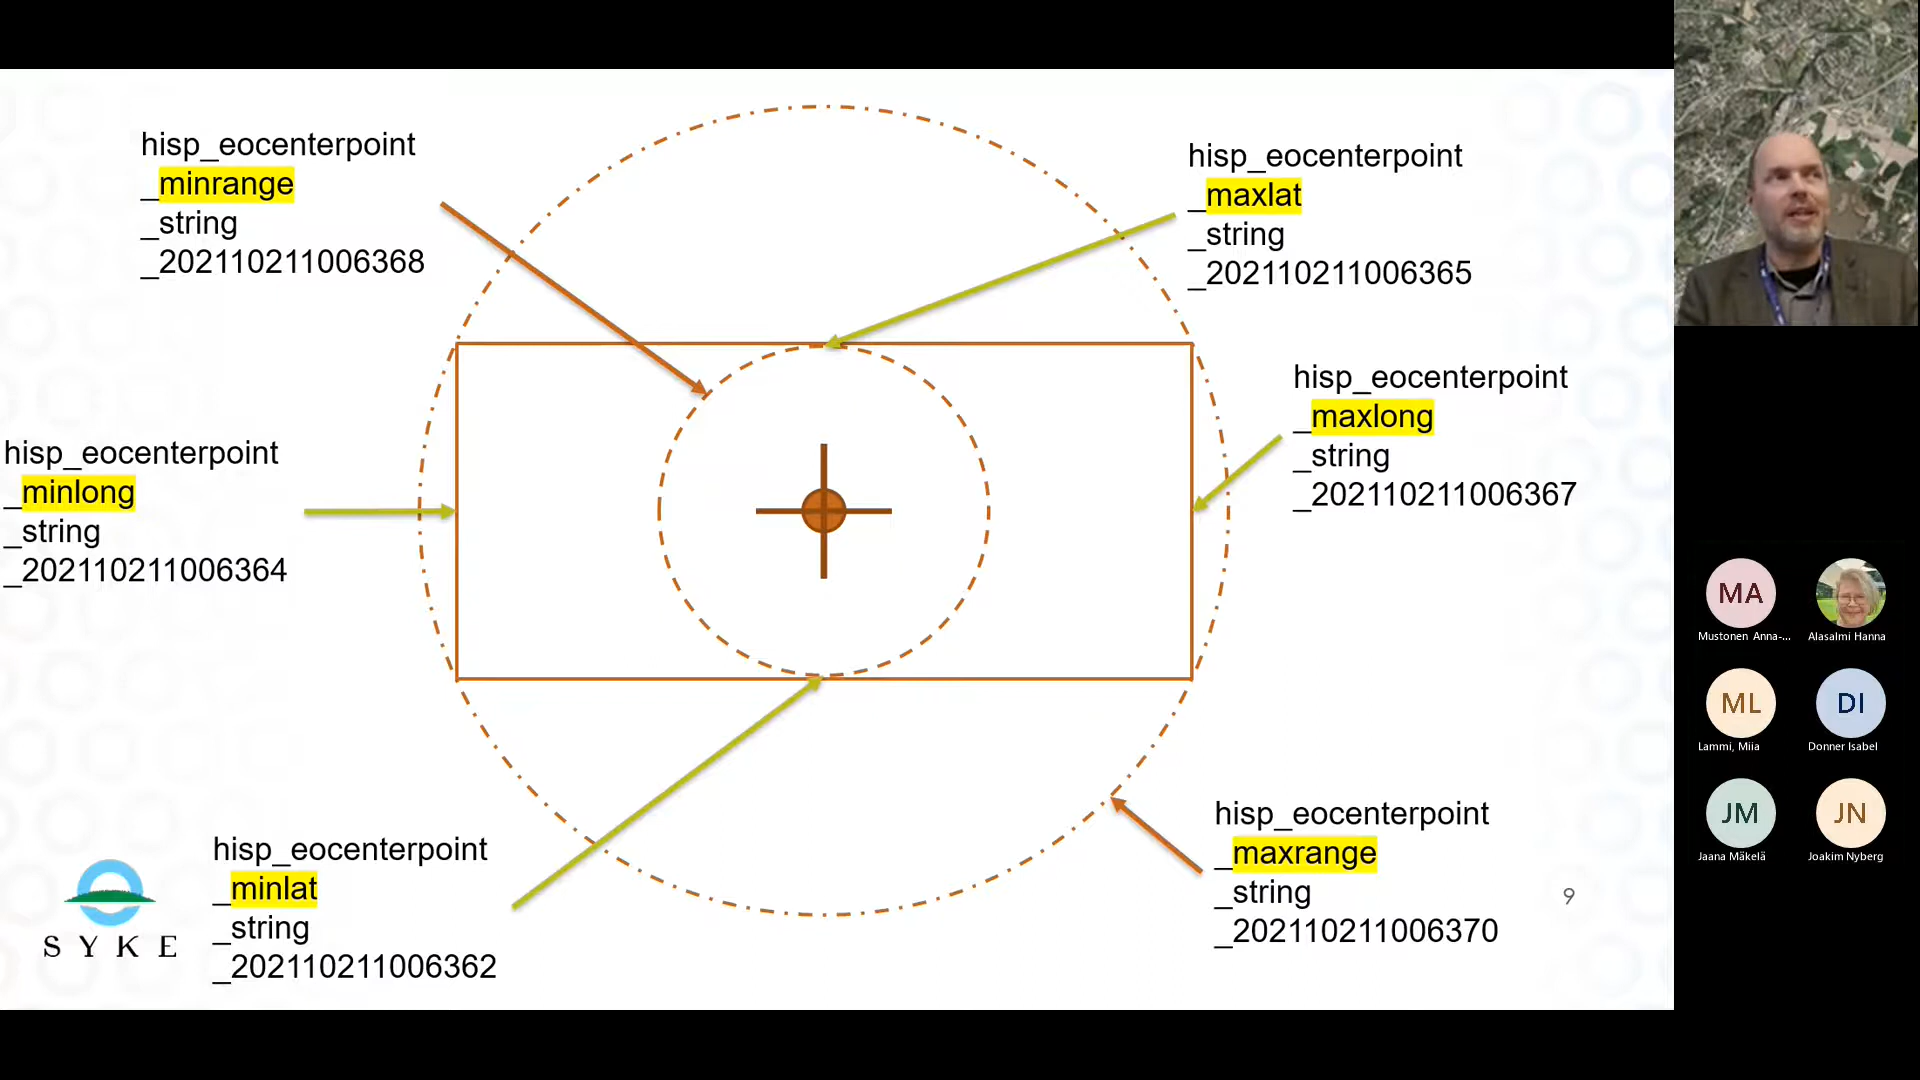 hisp_eocenterpoint
_minrange
_string
_202110211006368
hisp_eocenterpoint
_maxlat
_string
_202110211006365
hisp_eocenterpoint
_maxlong
_string
_202110211006367
hisp_eocenterpoint
_minlong
_string
_202110211006364
hisp_eocenterpoint
_minlat
_string
_202110211006362
hisp_eocenterpoint
_maxrange
_string
_202110211006370
9
SYKE
MA
Mustonen Anna-...
Alasalmi Hanna
ML
Lammi, Miia
DI
Donner Isabel
JM
Jaana Mäkelä
JN
Joakim Nyberg